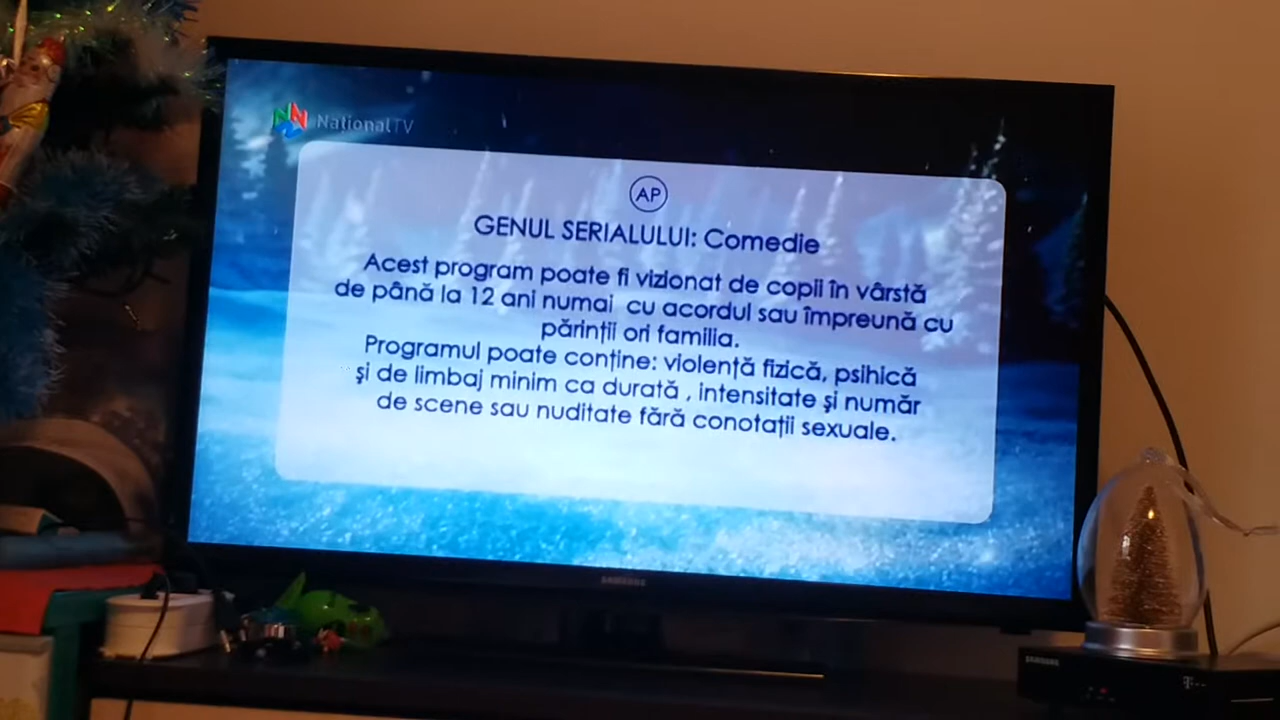 NaționalTV
AP
GENUL SERIALULUI: Comedie
Acest program poate fi vizionat de copii în vârstă
de până la 12 ani numai cu acordul sau împreună cu
părinții ori familia.
Programul poate conține: violență fizică, psihică
și de limbaj minim ca durată , intensitate și număr
de scene sau nuditate fără conotații sexuale.
SAMSUNG
SAMSUNG
T